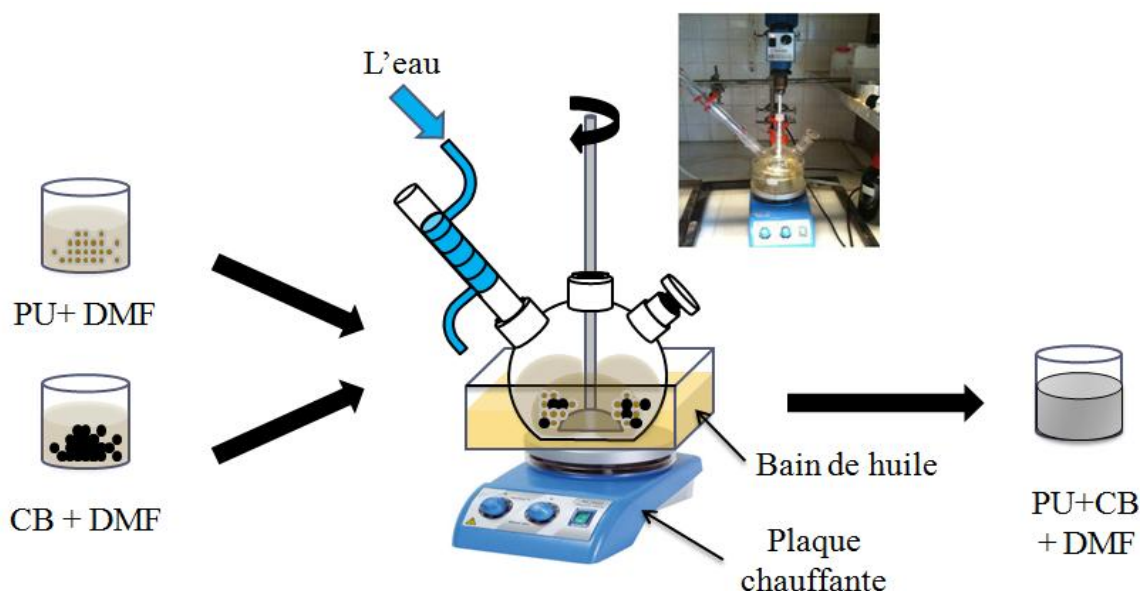 L'eau
PU+ DMF
CB + DMF
Bain de huile
Plaque
chauffante
PU+CB
+ DMF